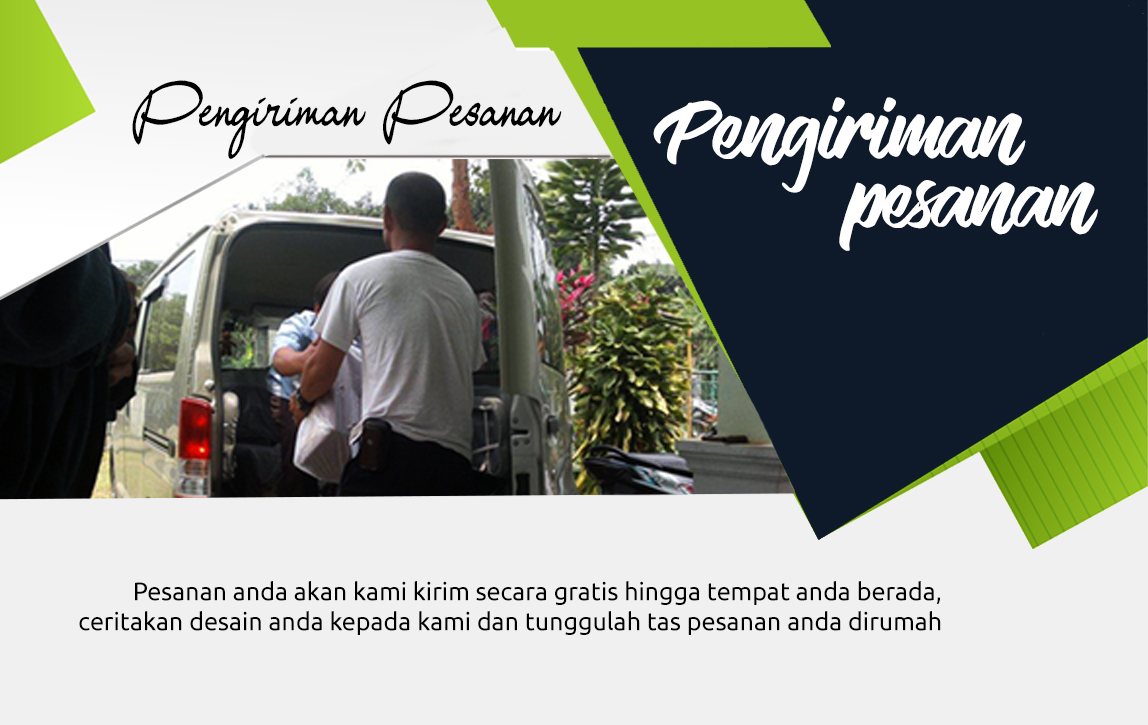 Pengiriman Pesanan
Pengiriman
pesanan
Pesanan anda akan kami kirim secara gratis hingga tempat anda berada,
ceritakan desain anda kepada kami dan tunggulah tas pesanan anda dirumah